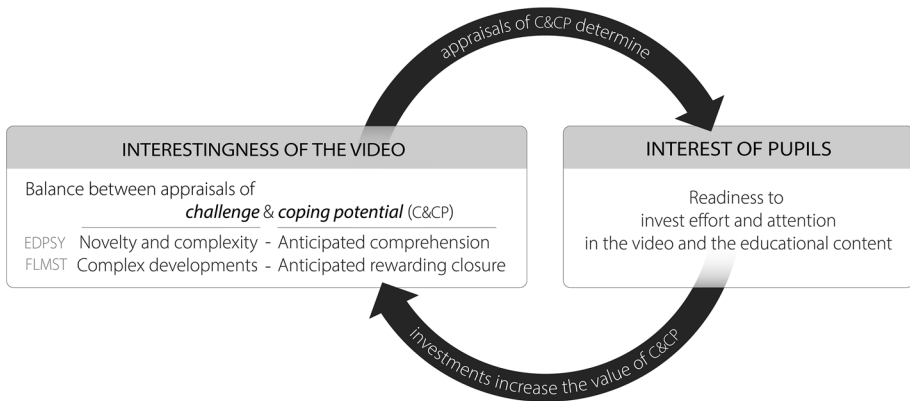 appraisals of C&CP determine
INTERESTINGNESS OF THE VIDEO
Balance between appraisals of
challenge & coping potential (C&CP)
EDPSY Novelty and complexity - Anticipated comprehension
FLMST Complex developments - Anticipated rewarding closure
INTEREST OF PUPILS
Readiness to
invest effort and attention
in the video and the educational content
investments increase the value of C&CP